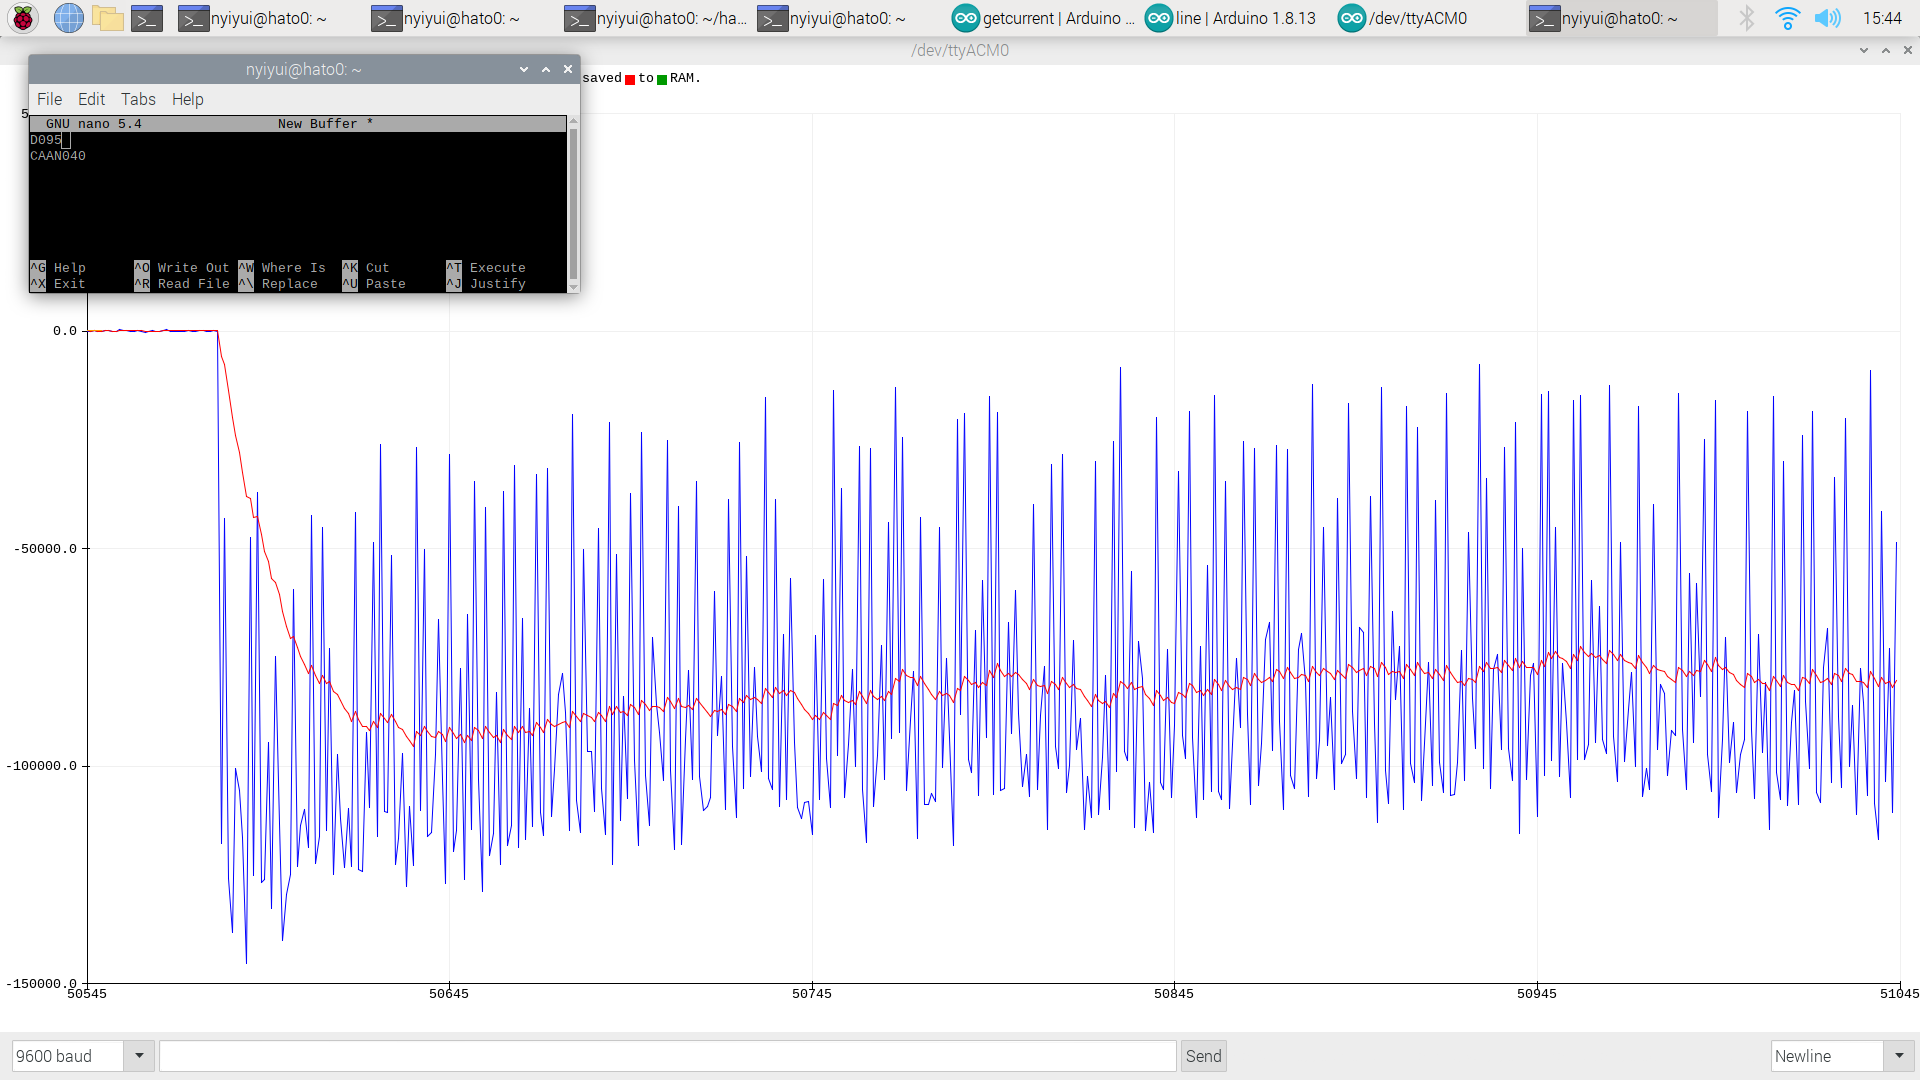 nyiyui@hato0: ~
nyiyui@hato0: ~
nyiyui@hato0: ~/ha...
nyiyui@hato0: ~
getcurrent | Arduino ...
line | Arduino 1.8.13
/dev/ttyACM0
nyiyui@hato0: ~
15:44
/dev/ttyACM0
nyiyui@hato0: ~
File Edit Tabs Help
GNU nano 5.4 New Buffer *
D095
CAAN040
^G Help ^O Write Out ^W Where Is ^K Cut ^T Execute
^X Exit ^R Read File ^\ Replace ^U Paste ^J Justify
saved to RAM.
5
0.0
-50000.0
-100000.0
-150000.0
50545 50645 50745 50845 50945 51045
9600 baud
Send
Newline